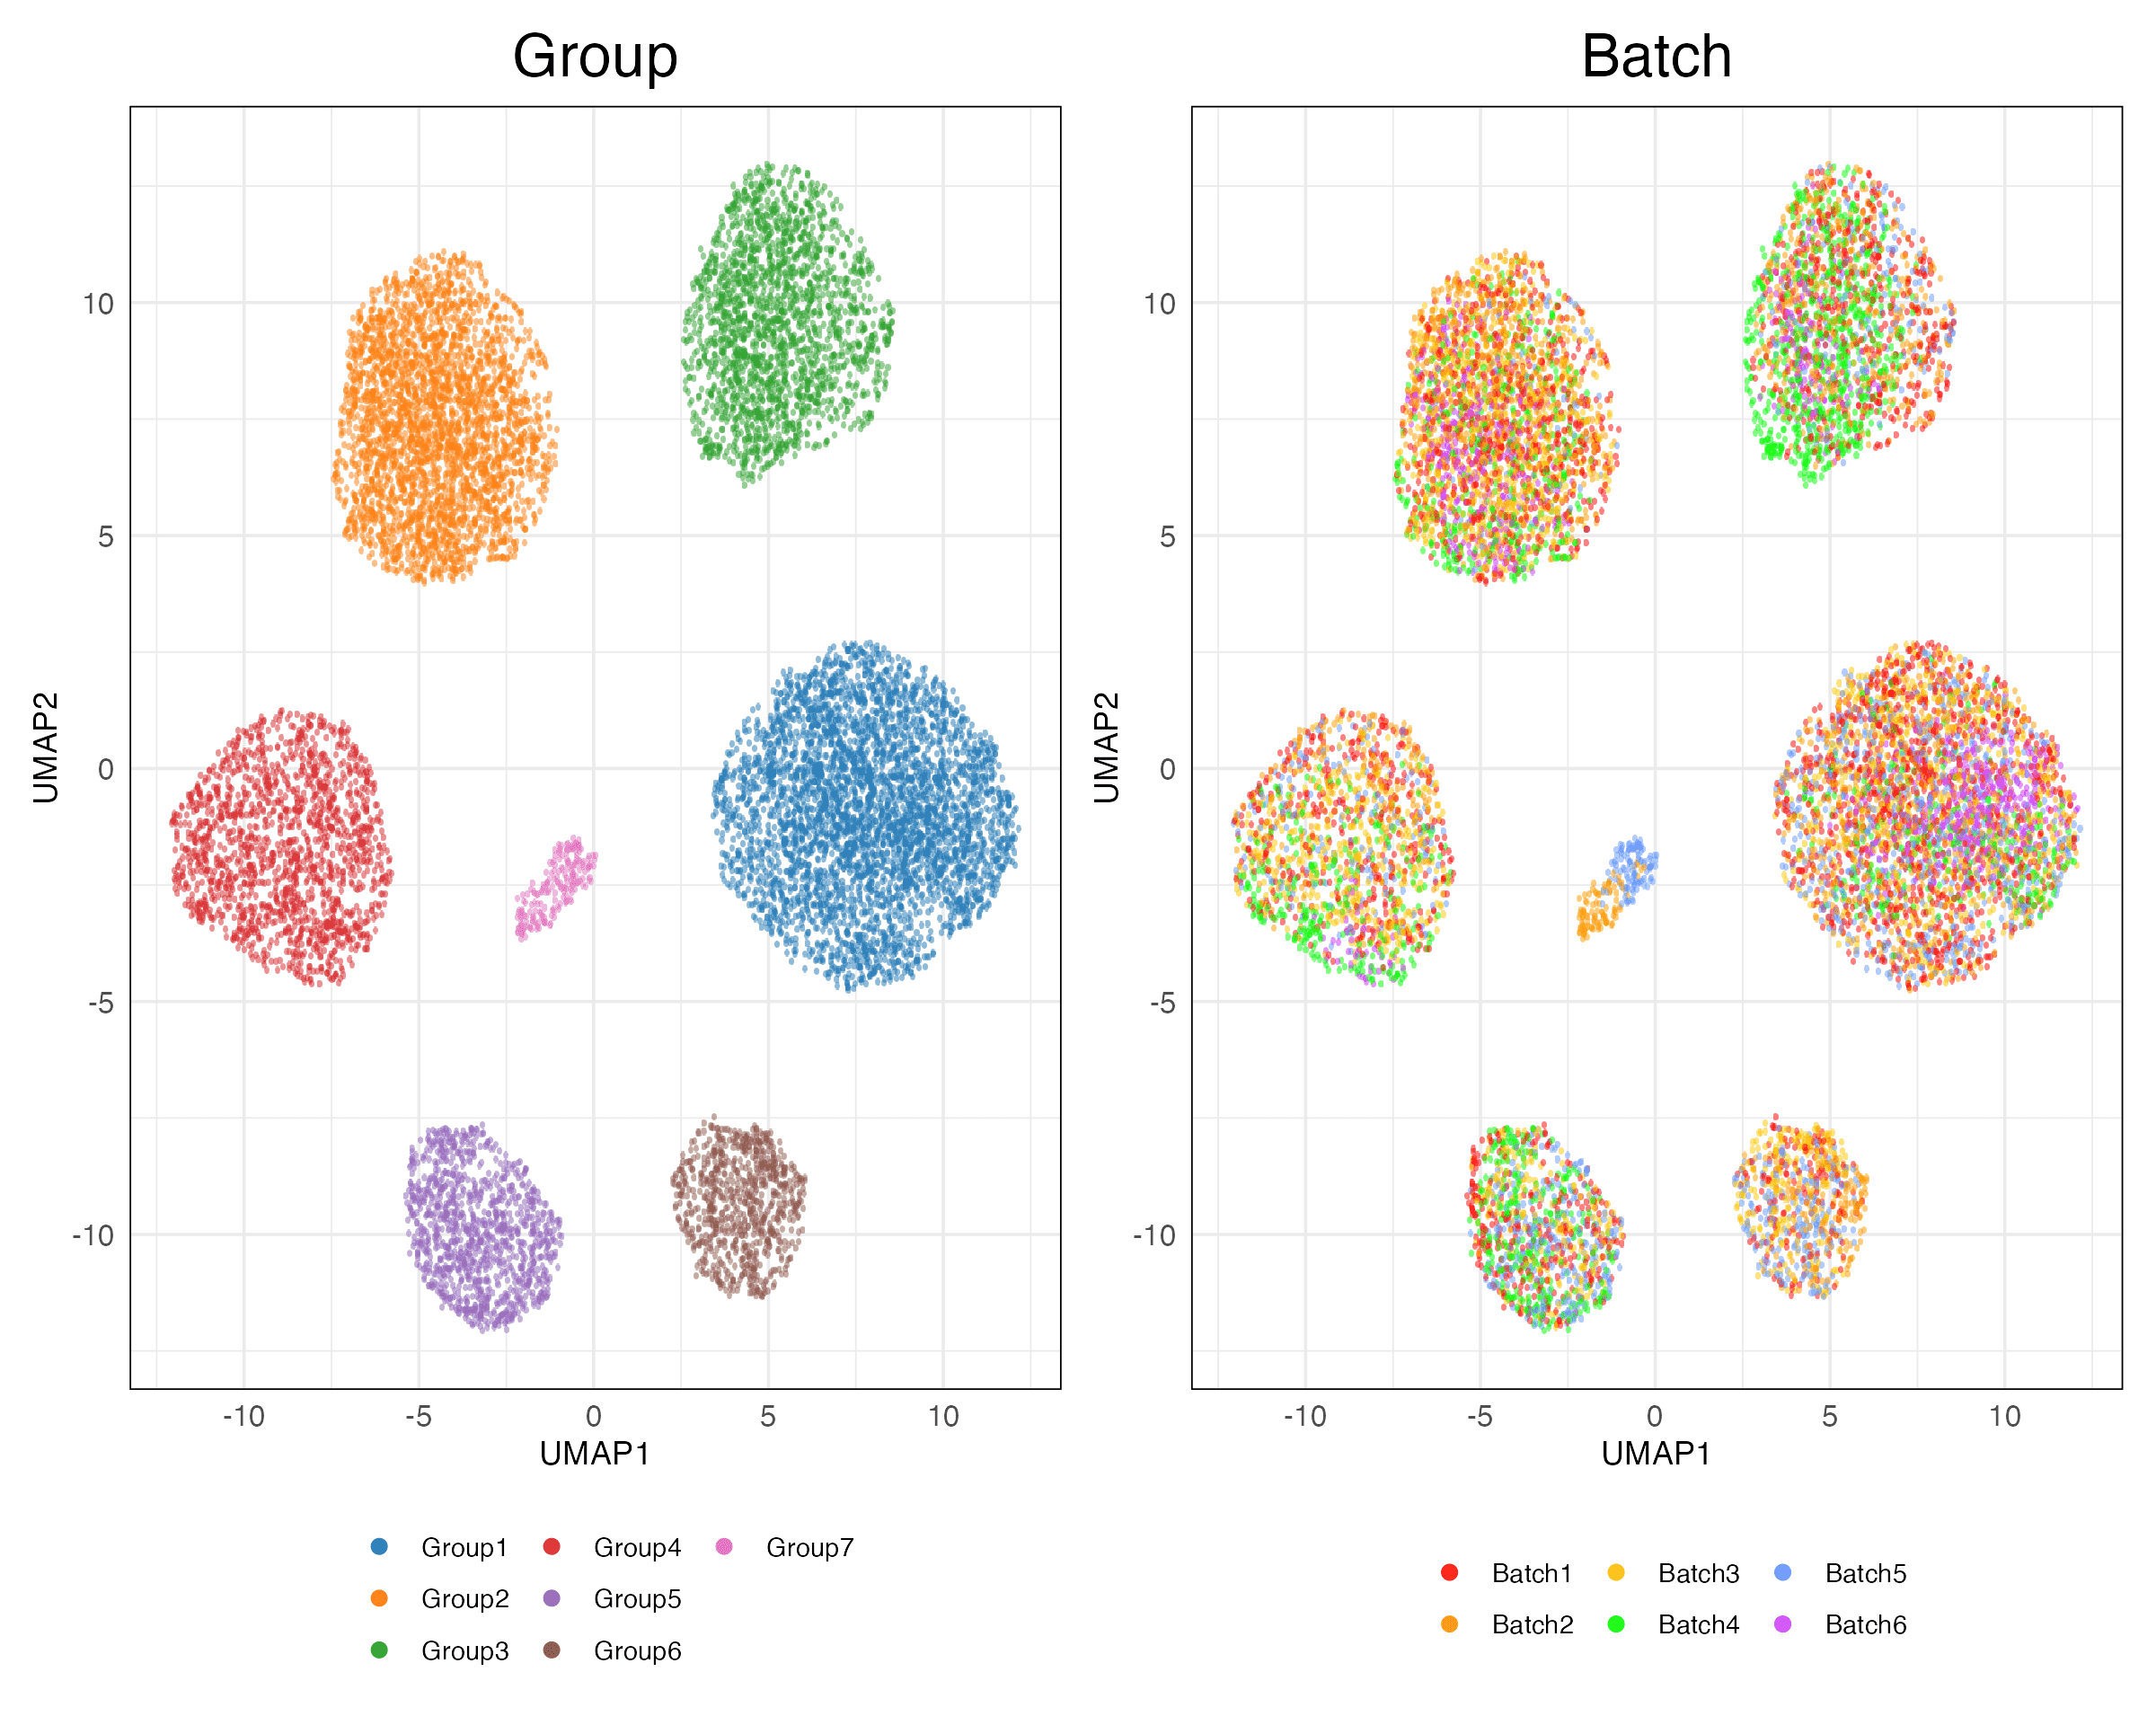 Group
Batch
UMAP2
10
5
0
-5
-10
-10 -5 0 5 10
UMAP1
UMAP2
10
5
0
-5
-10
-10 -5 0 5 10
UMAP1
Group1 Group4 Group7
Group2 Group5
Group3 Group6
Batch1 Batch3 Batch5
Batch2 Batch4 Batch6